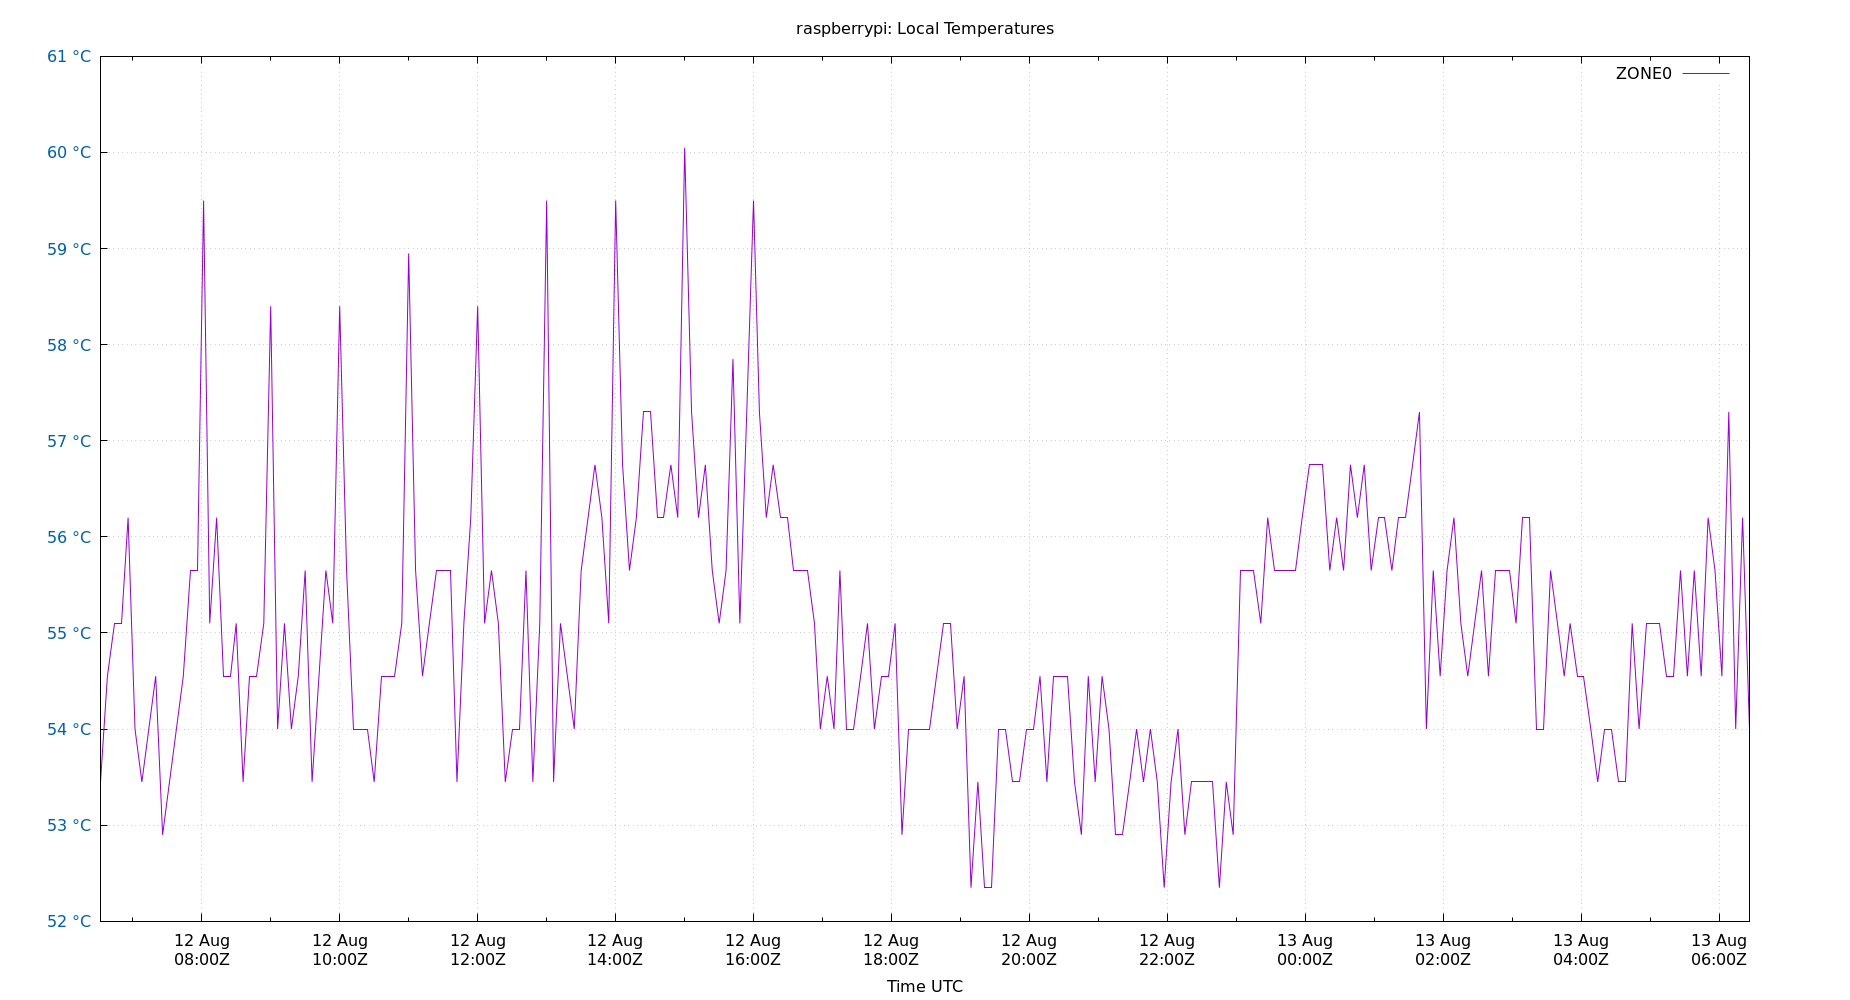 raspberrypi: Local Temperatures
61 °C
ZONE0
60 °C
59 °C
58 °C
57 °C
56 °C
55 °C
54 °C
53 °C
52 °C
12 Aug 12 Aug 12 Aug 12 Aug 12 Aug 12 Aug 12 Aug 12 Aug 13 Aug 13 Aug 13 Aug 13 Aug
08:00Z 10:00Z 12:00Z 14:00Z 16:00Z 18:00Z 20:00Z 22:00Z 00:00Z 02:00Z 04:00Z 06:00Z
Time UTC